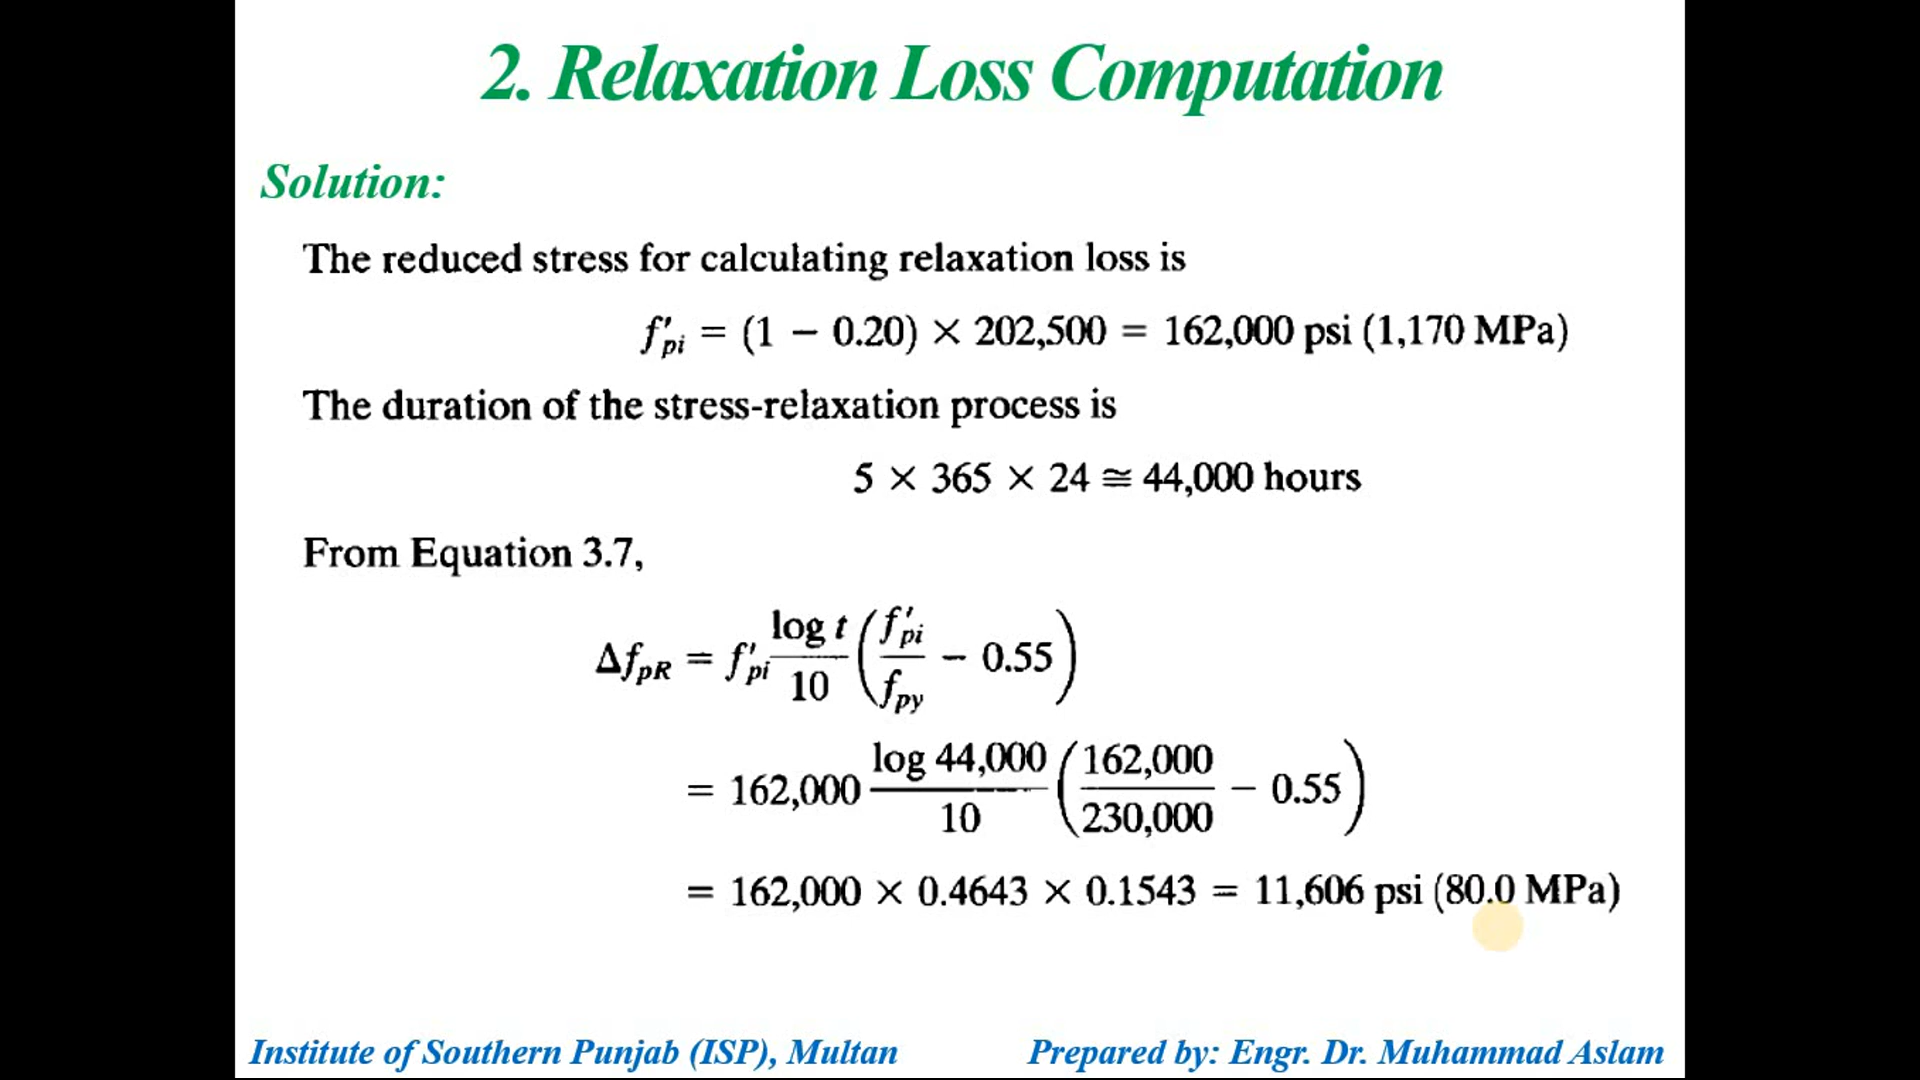 2. Relaxation Loss Computation
Solution:
The reduced stress for calculating relaxation loss is
f′pi = (1 − 0.20) × 202,500 = 162,000 psi (1,170 MPa)
The duration of the stress-relaxation process is
5 × 365 × 24 ≅ 44,000 hours
From Equation 3.7,
ΔfpR = f′pi log t / 10 (f′pi / fpy − 0.55)
= 162,000 log 44,000 / 10 (162,000 / 230,000 − 0.55)
= 162,000 × 0.4643 × 0.1543 = 11,606 psi (80.0 MPa)
Institute of Southern Punjab (ISP), Multan Prepared by: Engr. Dr. Muhammad Aslam